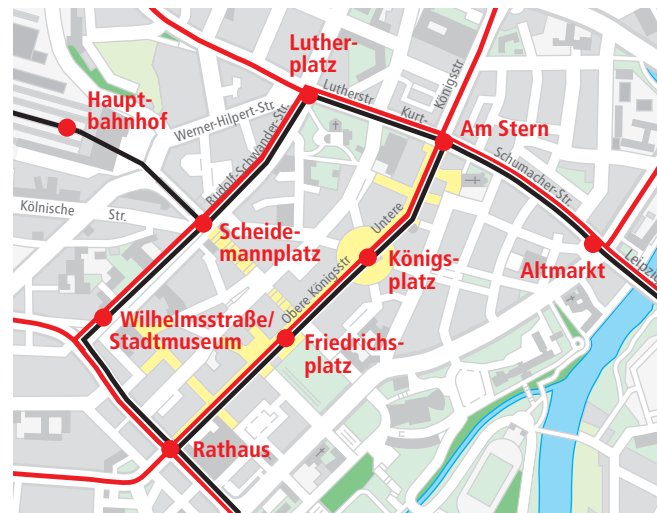 Luther-
platz
Haupt-
bahnhof
Lutherstr
Kurt-
Schumacher-Str.
Königsstr
Untere
Am Stern
Werner-Hilpert-Str.
Rudolf-Schwander-Str.
Kölnische Str.
Scheide-
mannplatz
Königs-
platz
Altmarkt
Obere Königsstr
Wilhelmsstraße/
Stadtmuseum
Friedrichs-
platz
Rathaus